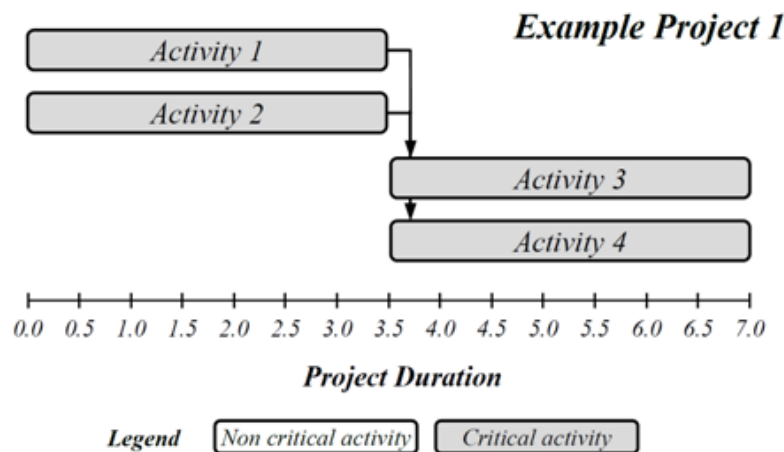 Example Project 1
Activity 1
Activity 2
Activity 3
Activity 4
0.0 0.5 1.0 1.5 2.0 2.5 3.0 3.5 4.0 4.5 5.0 5.5 6.0 6.5 7.0
Project Duration
Legend Non critical activity Critical activity